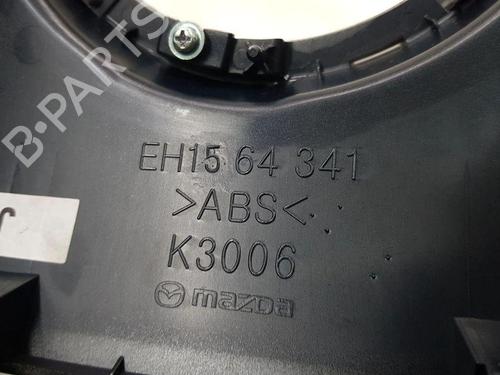 B-PARTS
EH15 64 341
>ABS<
K3006
mazda